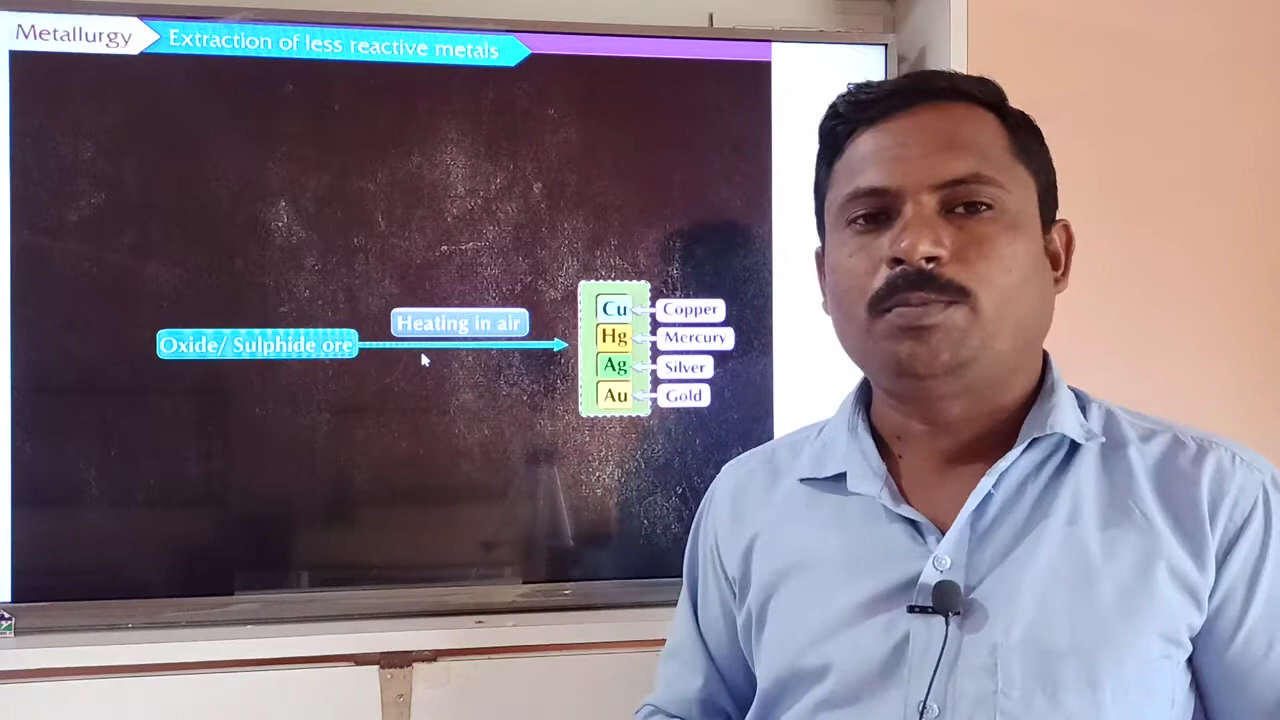 Metallurgy
Extraction of less reactive metals
Oxide/ Sulphide ore
Heating in air
Cu
Copper
Hg
Mercury
Ag
Silver
Au
Gold